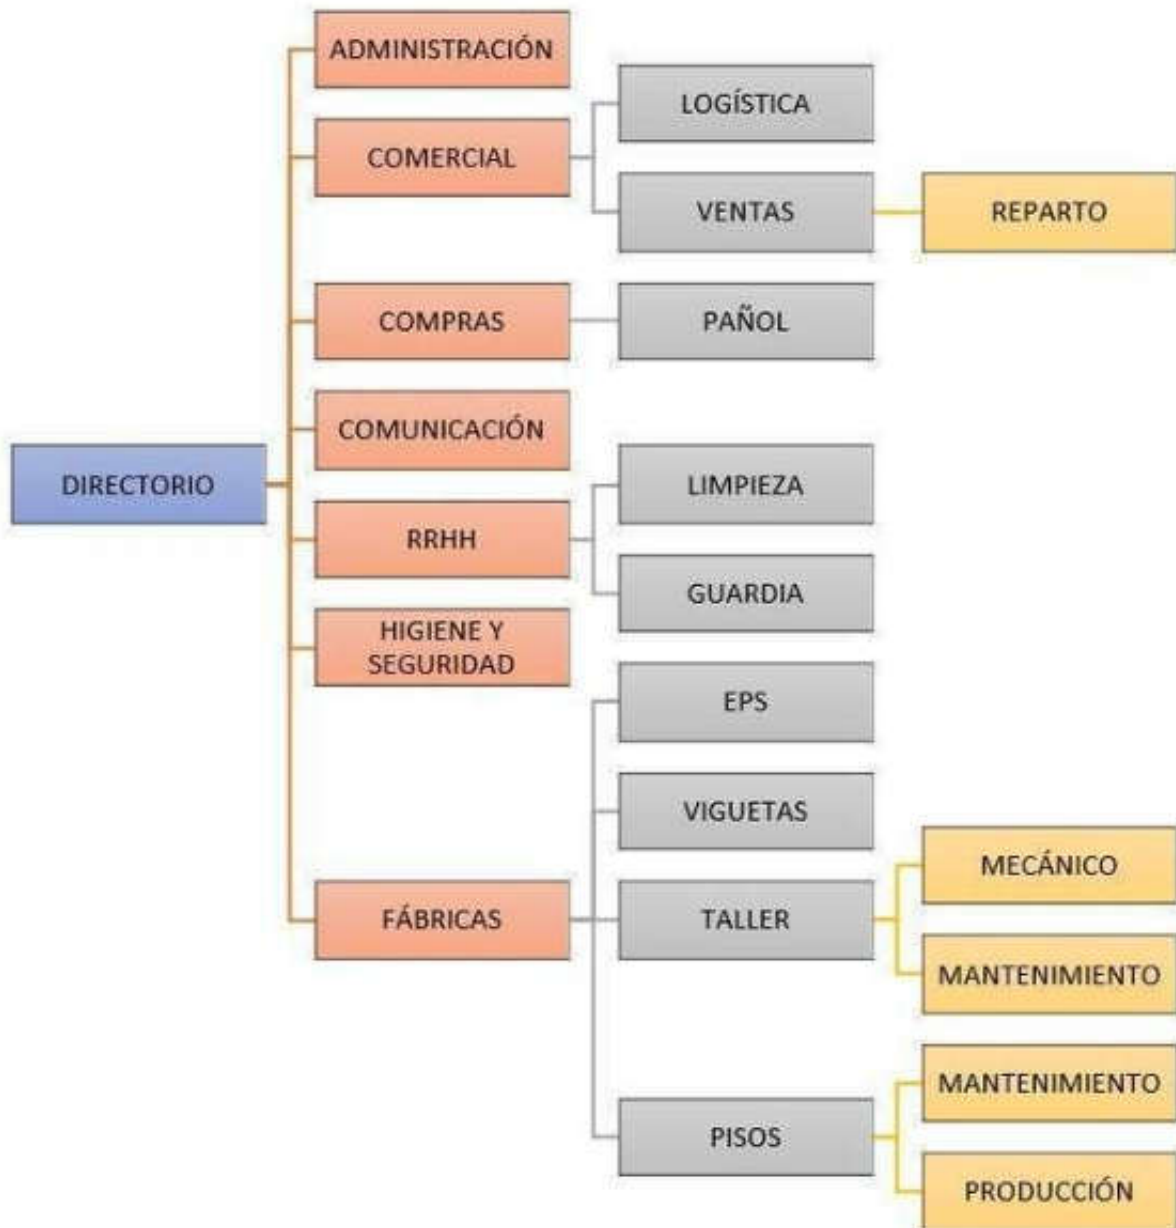 ADMINISTRACIÓN
LOGÍSTICA
COMERCIAL
VENTAS
REPARTO
COMPRAS
PAÑOL
COMUNICACIÓN
DIRECTORIO
LIMPIEZA
RRHH
GUARDIA
HIGIENE Y
SEGURIDAD
EPS
VIGUETAS
MECÁNICO
FÁBRICAS
TALLER
MANTENIMIENTO
MANTENIMIENTO
PISOS
PRODUCCIÓN